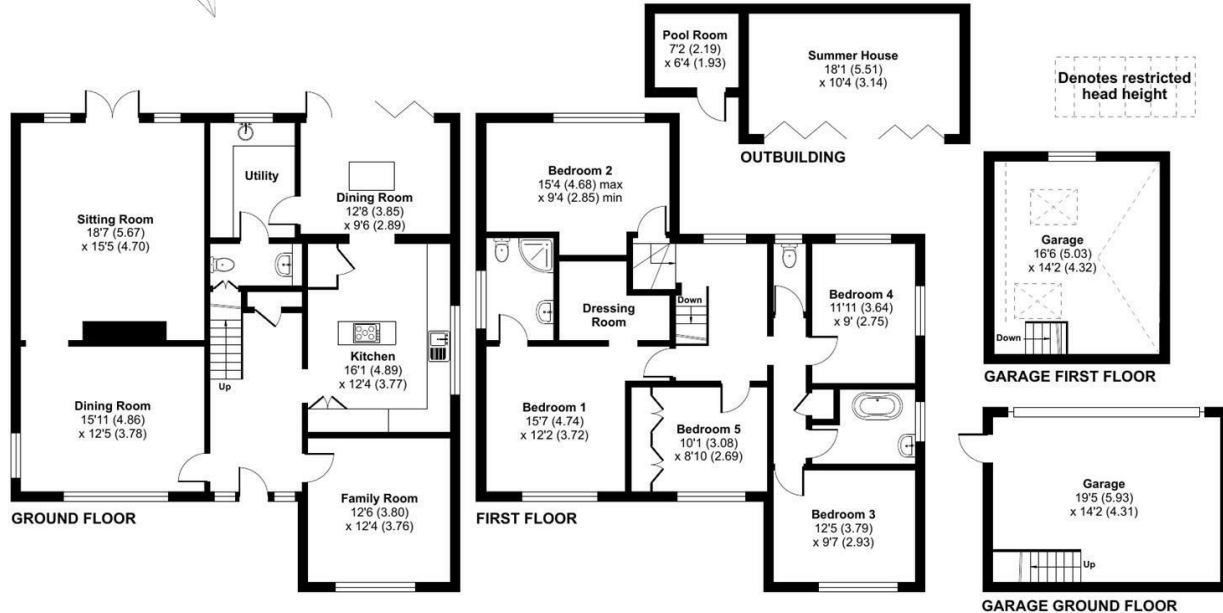 Pool Room
7'2 (2.19)
x 6'4 (1.93)
Summer House
18'1 (5.51)
x 10'4 (3.14)
OUTBUILDING
Denotes restricted
head height
Sitting Room
18'7 (5.67)
x 15'5 (4.70)
Utility
Dining Room
12'8 (3.85)
x 9'6 (2.89)
Kitchen
16'1 (4.89)
x 12'4 (3.77)
Up
Dining Room
15'11 (4.86)
x 12'5 (3.78)
Family Room
12'6 (3.80)
x 12'4 (3.76)
GROUND FLOOR
Bedroom 2
15'4 (4.68) max
x 9'4 (2.85) min
Dressing
Room
Down
Bedroom 4
11'11 (3.64)
x 9' (2.75)
Bedroom 1
15'7 (4.74)
x 12'2 (3.72)
Bedroom 5
10'1 (3.08)
x 8'10 (2.69)
Bedroom 3
12'5 (3.79)
x 9'7 (2.93)
FIRST FLOOR
Garage
16'6 (5.03)
x 14'2 (4.32)
Down
GARAGE FIRST FLOOR
Garage
19'5 (5.93)
x 14'2 (4.31)
Up
GARAGE GROUND FLOOR